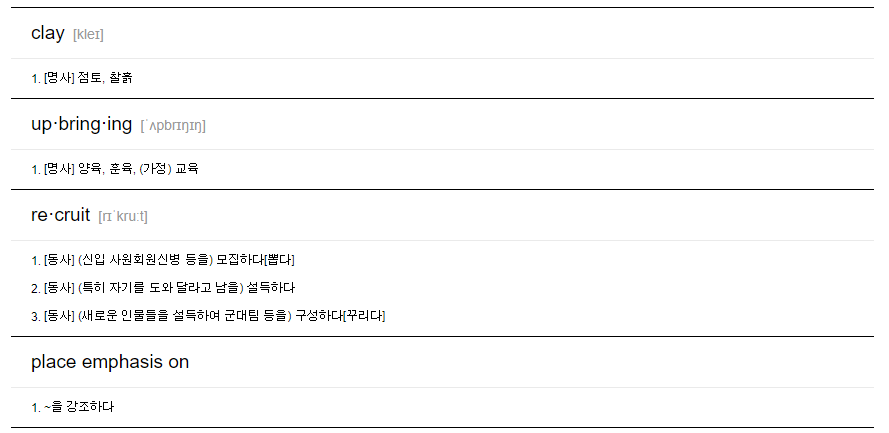 clay [kleɪ]
1. [명사] 점토, 찰흙
up·bring·ing [ˈʌpbrɪŋɪŋ]
1. [명사] 양육, 훈육, (가정) 교육
re·cruit [rɪˈkruːt]
1. [동사] (신입 사원회원신병 등을) 모집하다[뽑다]
2. [동사] (특히 자기를 도와 달라고 남을) 설득하다
3. [동사] (새로운 인물들을 설득하여 군대팀 등을) 구성하다[꾸리다]
place emphasis on
1. ~을 강조하다